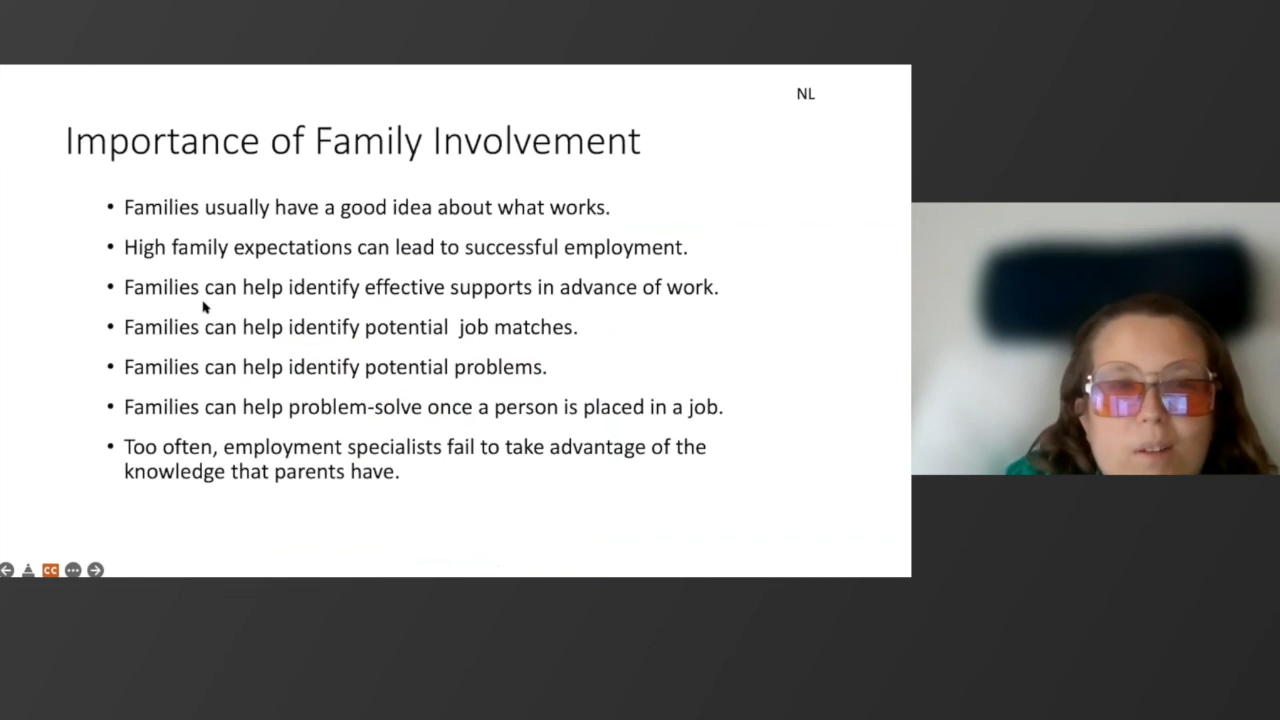 NL
Importance of Family Involvement
• Families usually have a good idea about what works.
• High family expectations can lead to successful employment.
• Families can help identify effective supports in advance of work.
• Families can help identify potential  job matches.
• Families can help identify potential problems.
• Families can help problem-solve once a person is placed in a job.
• Too often, employment specialists fail to take advantage of the
knowledge that parents have.
CC